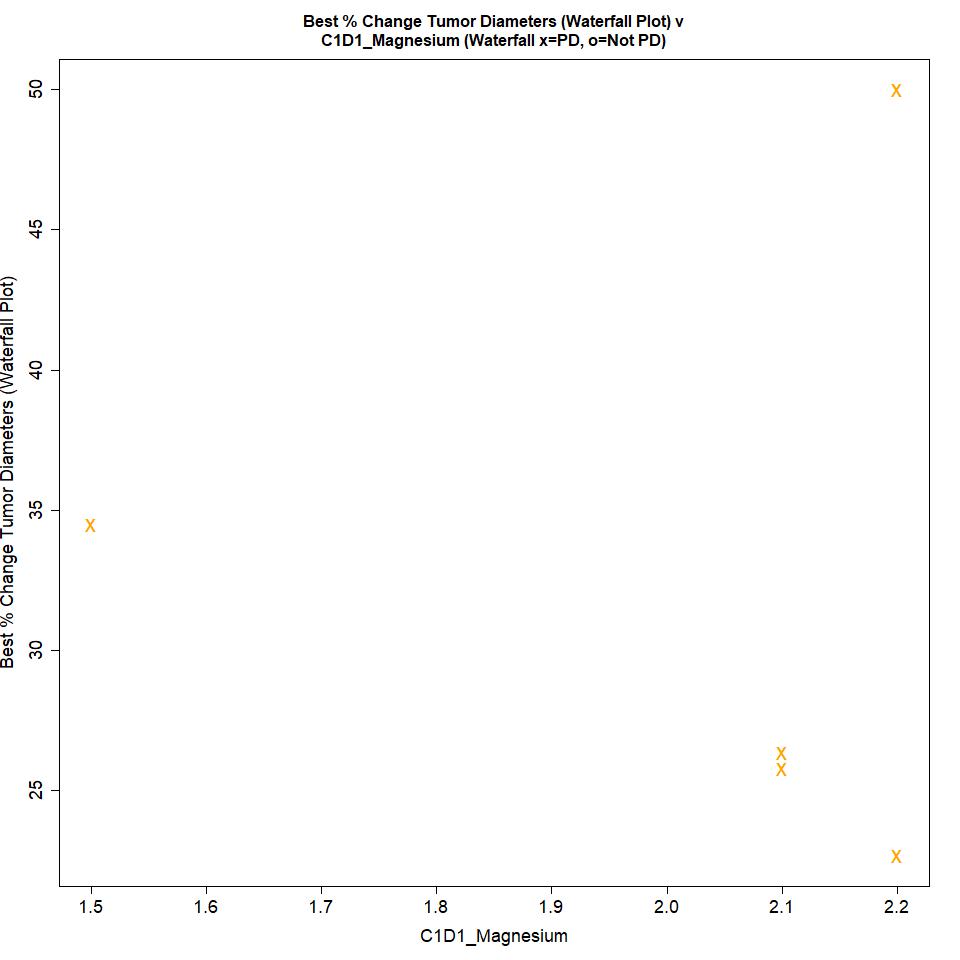 Best % Change Tumor Diameters (Waterfall Plot) v
C1D1_Magnesium (Waterfall x=PD, o=Not PD)
Best % Change Tumor Diameters (Waterfall Plot)
50
45
40
35
30
25
X
X
X
X
X
1.5 1.6 1.7 1.8 1.9 2.0 2.1 2.2
C1D1_Magnesium